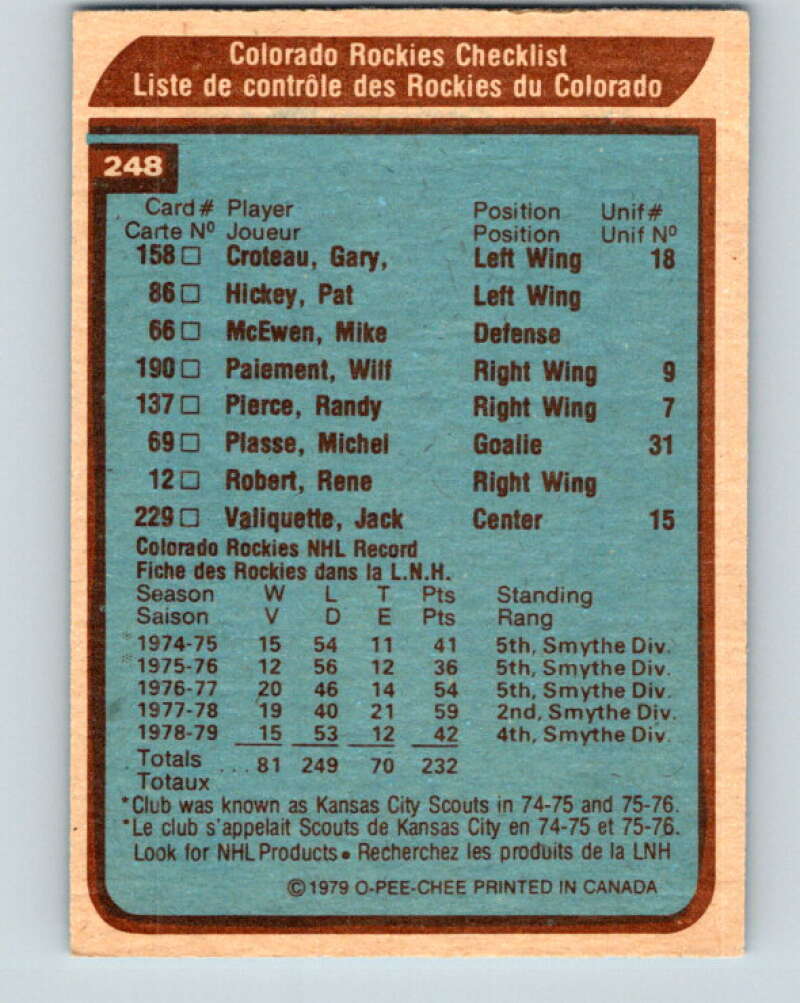 Colorado Rockies Checklist
Liste de contrôle des Rockies du Colorado
248
Card # Player Position Unif #
Carte Nº Joueur Position Unif Nº
158 □ Croteau, Gary, Left Wing 18
86 □ Hickey, Pat Left Wing
66 □ McEwen, Mike Defense
190 □ Paiement, Wilf Right Wing 9
137 □ Pierce, Randy Right Wing 7
69 □ Plasse, Michel Goalie 31
12 □ Robert, Rene Right Wing
229 □ Valiquette, Jack Center 15
Colorado Rockies NHL Record
Fiche des Rockies dans la L.N.H.
Season W L T Pts Standing
Saison V D E Pts Rang
*1974-75 15 54 11 41 5th, Smythe Div.
*1975-76 12 56 12 36 5th, Smythe Div.
1976-77 20 46 14 54 5th, Smythe Div.
1977-78 19 40 21 59 2nd, Smythe Div.
1978-79 15 53 12 42 4th, Smythe Div.
Totals ... 81 249 70 232
Totaux
*Club was known as Kansas City Scouts in 74-75 and 75-76.
*Le club s'appelait Scouts de Kansas City en 74-75 et 75-76.
Look for NHL Products • Recherchez les produits de la LNH
© 1979 O-PEE-CHEE PRINTED IN CANADA